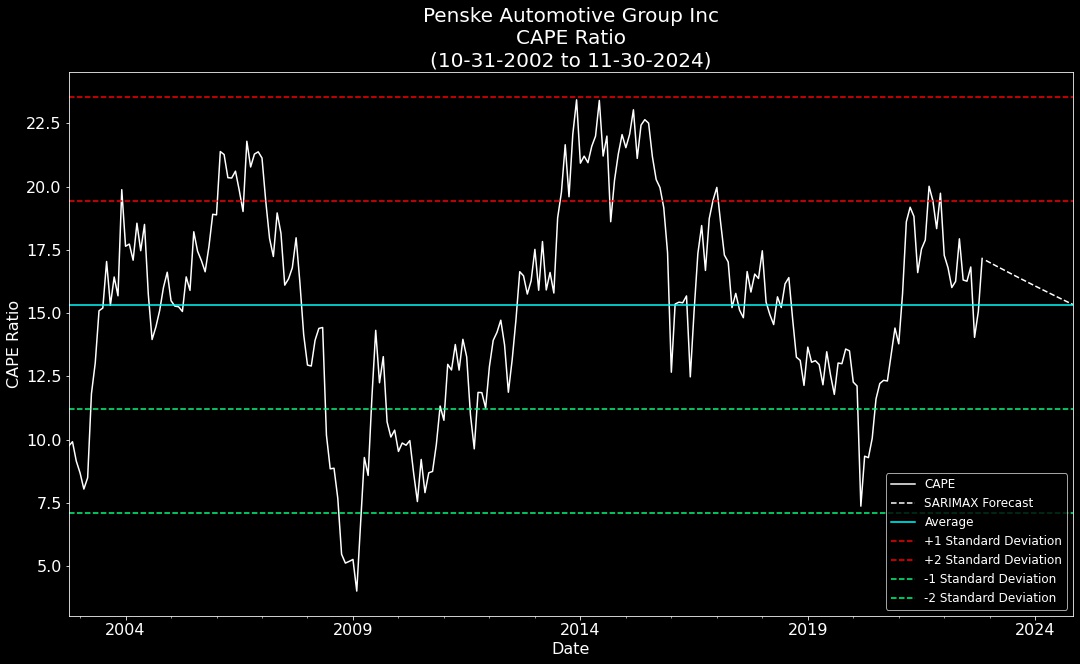 Penske Automotive Group Inc
CAPE Ratio
(10-31-2002 to 11-30-2024)
CAPE Ratio
22.5
20.0
17.5
15.0
12.5
10.0
7.5
5.0
2004
2009
2014
2019
2024
Date
CAPE
SARIMAX Forecast
Average
+1 Standard Deviation
+2 Standard Deviation
-1 Standard Deviation
-2 Standard Deviation